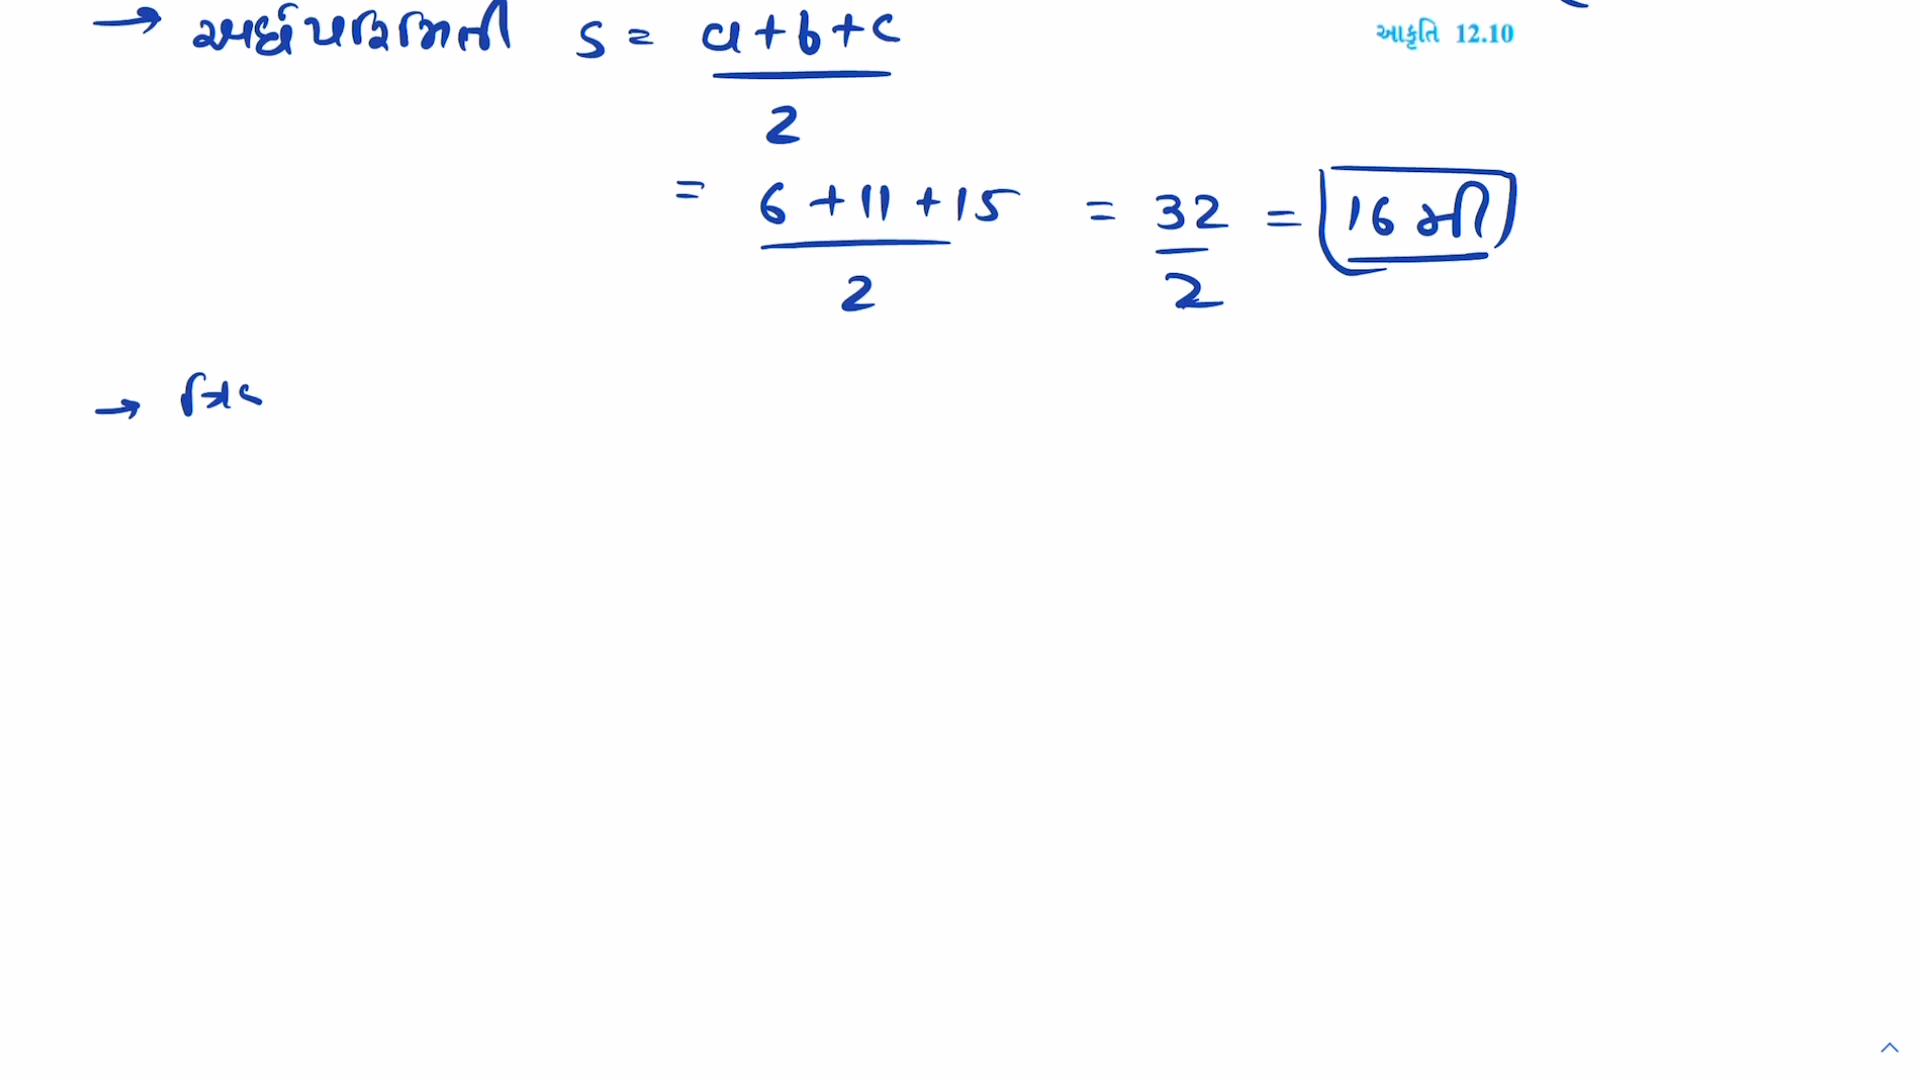 → અર્ધપરિમિતી s = a+b+c
આકૃતિ 12.10
2
= 6 + 11 + 15 = 32 = 16 મી
2 2
→